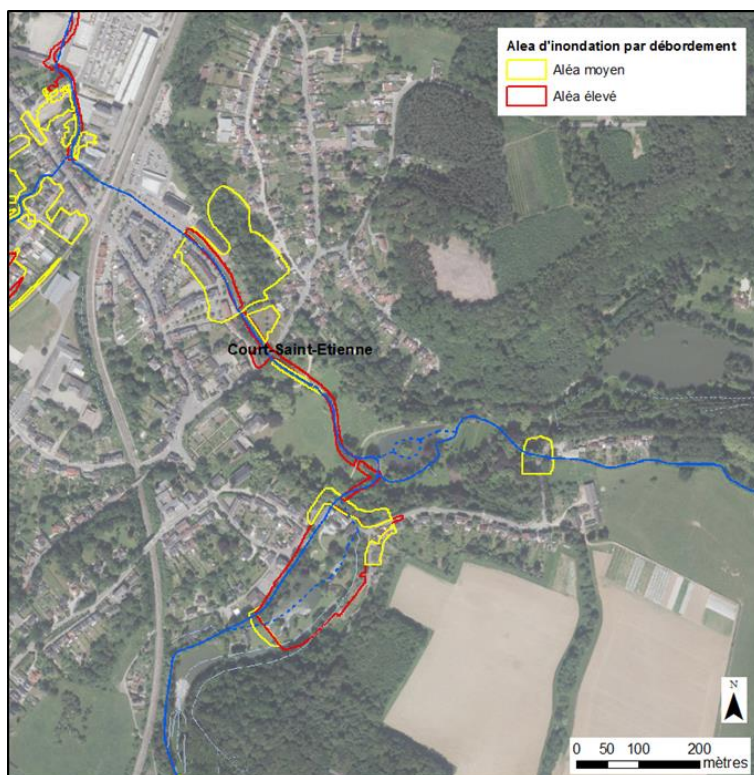 Alea d'inondation par débordement
Aléa moyen
Aléa élevé
Court-Saint-Etienne
N
0 50 100 200
mètres